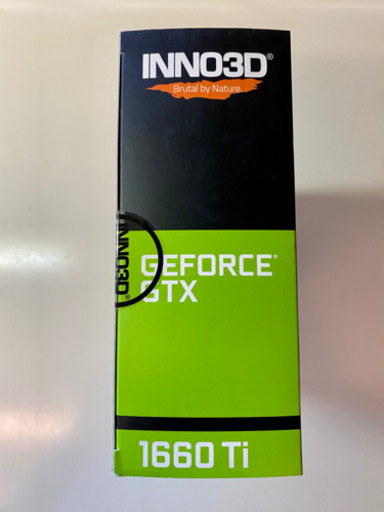 INNO3D®
Brutal by Nature.
INNO3D®
GEFORCE®
GTX
1660 Ti